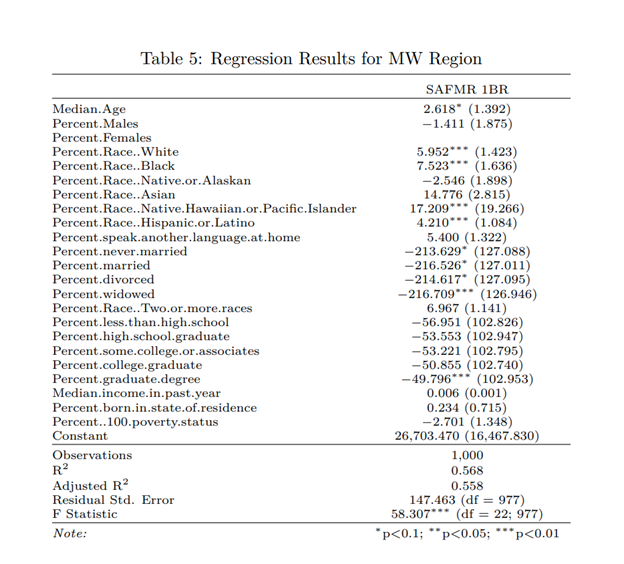 Table 5: Regression Results for MW Region
SAFMR 1BR
Median.Age 2.618* (1.392)
Percent.Males −1.411 (1.875)
Percent.Females
Percent.Race..White 5.952*** (1.423)
Percent.Race..Black 7.523*** (1.636)
Percent.Race..Native.or.Alaskan −2.546 (1.898)
Percent.Race..Asian 14.776 (2.815)
Percent.Race..Native.Hawaiian.or.Pacific.Islander 17.209*** (19.266)
Percent.Race..Hispanic.or.Latino 4.210*** (1.084)
Percent.speak.another.language.at.home 5.400 (1.322)
Percent.never.married −213.629* (127.088)
Percent.married −216.526* (127.011)
Percent.divorced −214.617* (127.095)
Percent.widowed −216.709*** (126.946)
Percent.Race..Two.or.more.races 6.967 (1.141)
Percent.less.than.high.school −56.951 (102.826)
Percent.high.school.graduate −53.553 (102.947)
Percent.some.college.or.associates −53.221 (102.795)
Percent.college.graduate −50.855 (102.740)
Percent.graduate.degree −49.796*** (102.953)
Median.income.in.past.year 0.006 (0.001)
Percent.born.in.state.of.residence 0.234 (0.715)
Percent..100.poverty.status −2.701 (1.348)
Constant 26,703.470 (16,467.830)
Observations 1,000
R² 0.568
Adjusted R² 0.558
Residual Std. Error 147.463 (df = 977)
F Statistic 58.307*** (df = 22; 977)
Note: *p<0.1; **p<0.05; ***p<0.01